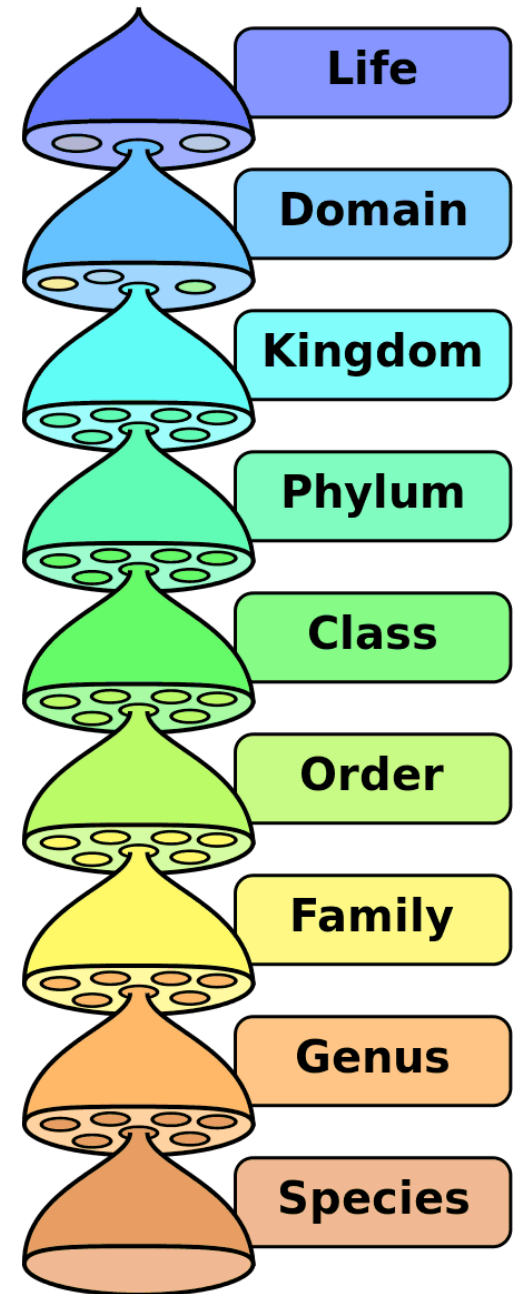 Life
Domain
Kingdom
Phylum
Class
Order
Family
Genus
Species